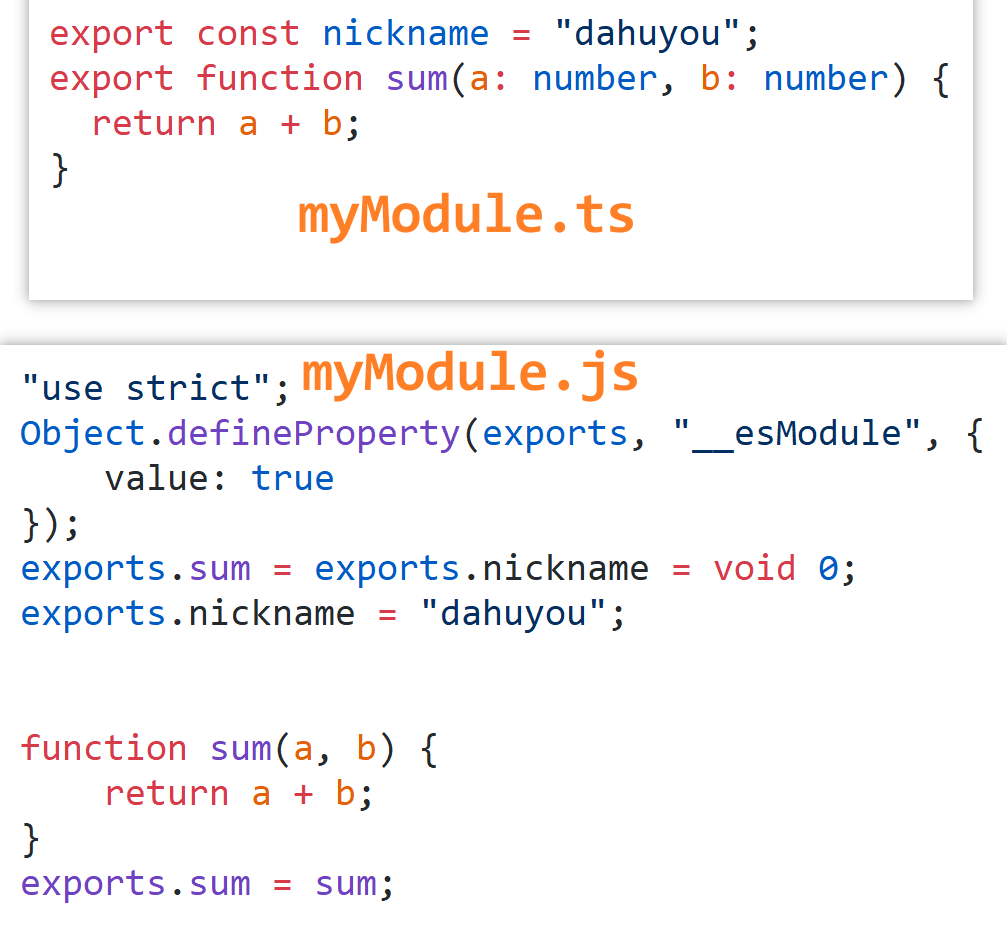 export const nickname = "dahuyou";
export function sum(a: number, b: number) {
  return a + b;
}
myModule.ts
myModule.js
"use strict";
Object.defineProperty(exports, "__esModule", {
    value: true
});
exports.sum = exports.nickname = void 0;
exports.nickname = "dahuyou";
function sum(a, b) {
    return a + b;
}
exports.sum = sum;